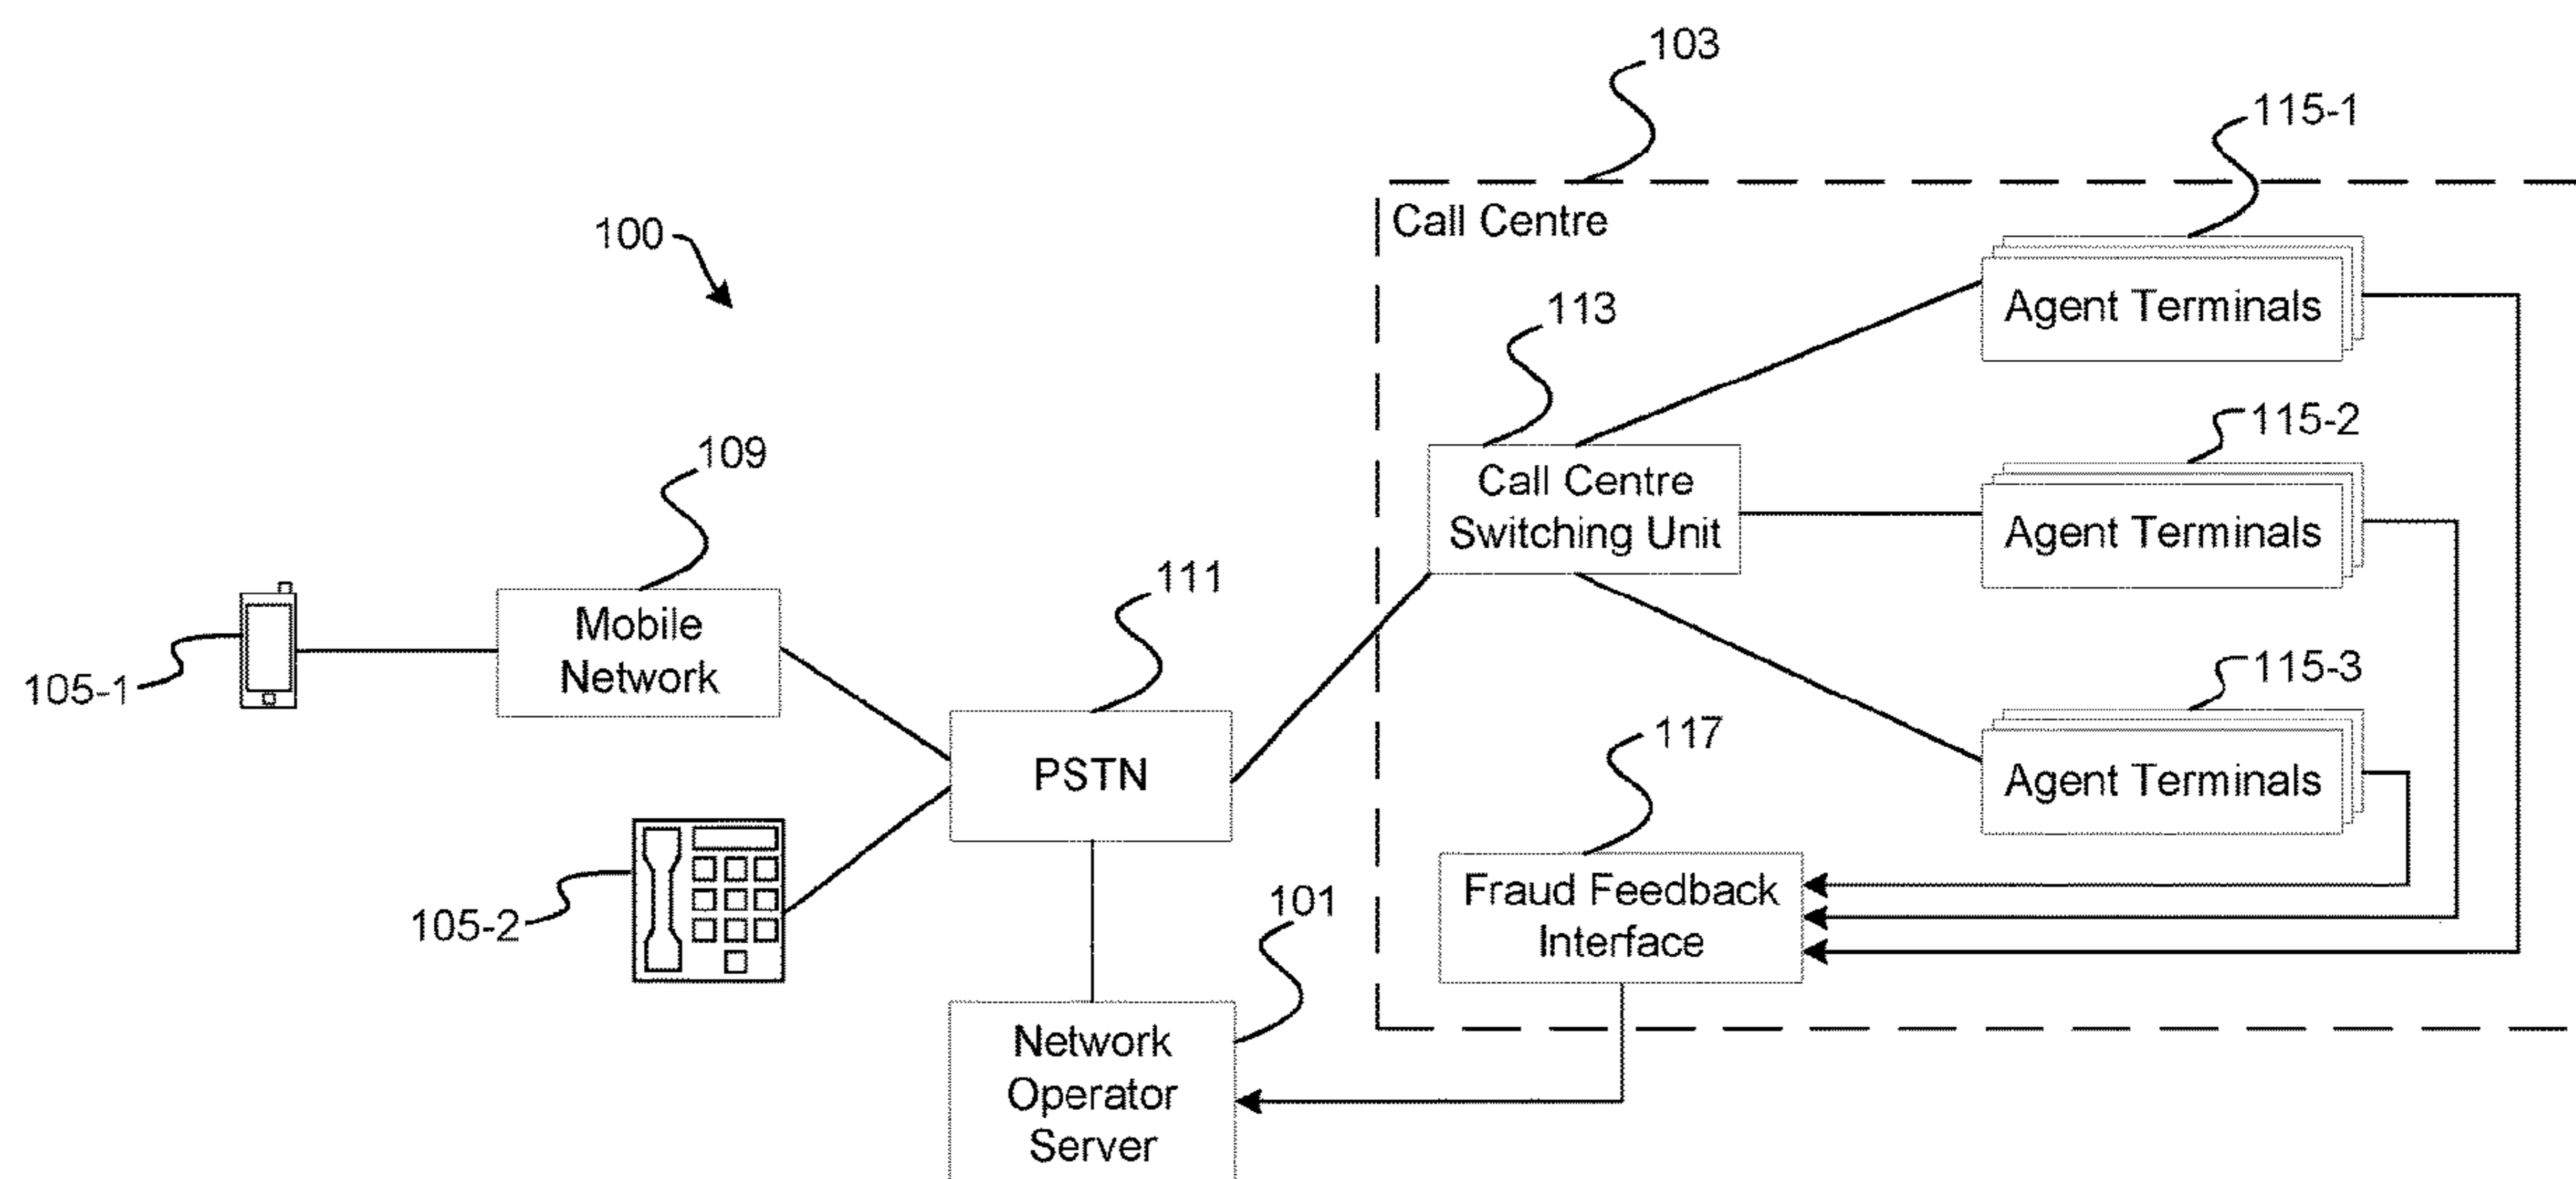 103
115-1
Call Centre
100
Agent Terminals
113
115-2
109
Call Centre
Switching Unit
Agent Terminals
111
Mobile
Network
115-3
105-1
117
PSTN
Agent Terminals
Fraud Feedback
Interface
101
105-2
Network
Operator
Server